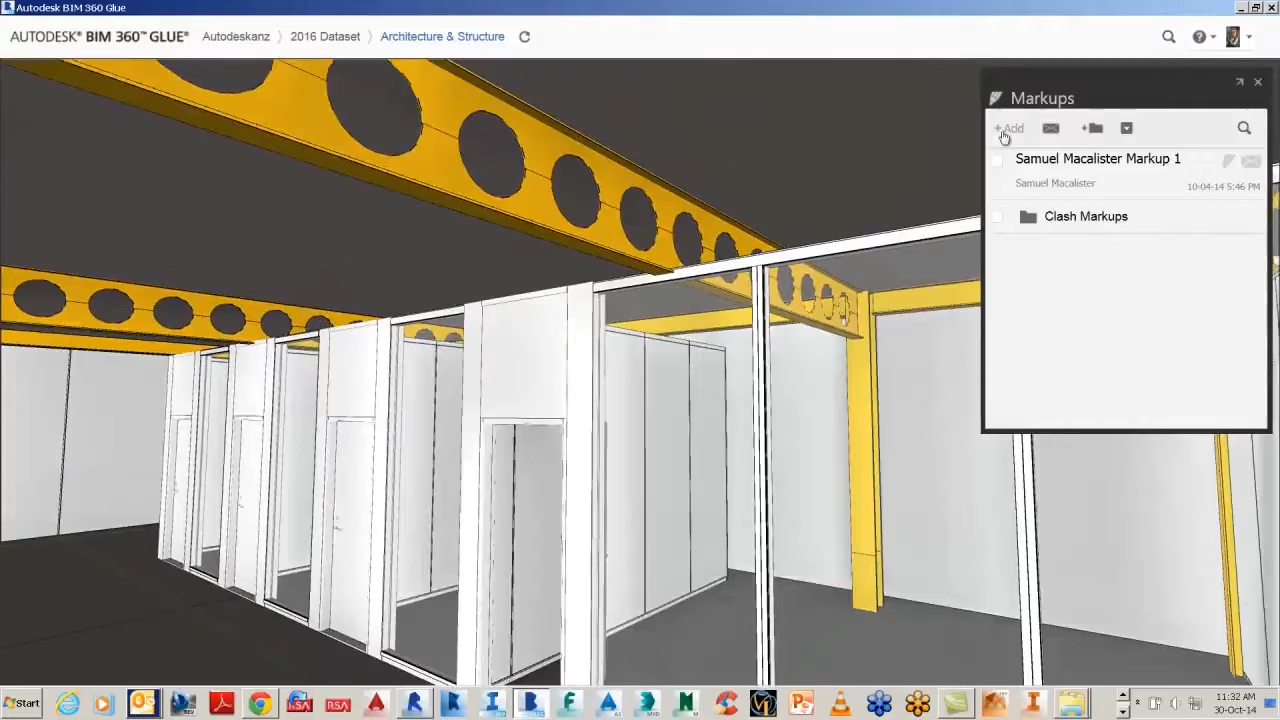 Autodesk BIM 360 Glue
AUTODESK® BIM 360™ GLUE® Autodeskanz 2016 Dataset Architecture & Structure
Markups
+Add
Samuel Macalister Markup 1
Samuel Macalister 10-04-14 5:46 PM
Clash Markups
Start
11:32 AM
30-Oct-14